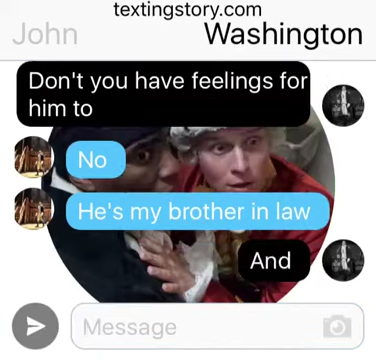 textingstory.com
John Washington
Don't you have feelings for
him to
No
He's my brother in law
And
Message